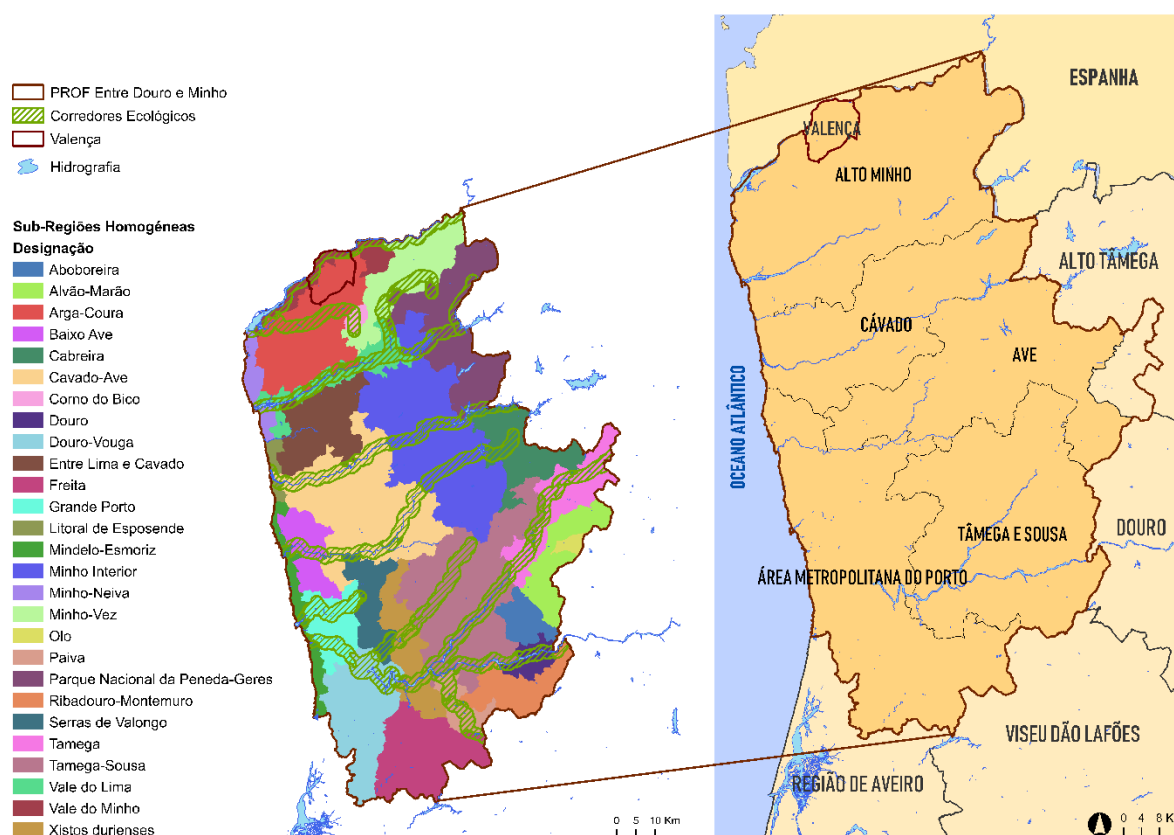 PROF Entre Douro e Minho
Corredores Ecológicos
Valença
Hidrografia
Sub-Regiões Homogéneas
Designação
Aboboreira
Alvão-Marão
Arga-Coura
Baixo Ave
Cabreira
Cavado-Ave
Corno do Bico
Douro
Douro-Vouga
Entre Lima e Cavado
Freita
Grande Porto
Litoral de Esposende
Mindelo-Esmoriz
Minho Interior
Minho-Neiva
Minho-Vez
Olo
Paiva
Parque Nacional da Peneda-Geres
Ribadouro-Montemuro
Serras de Valongo
Tamega
Tamega-Sousa
Vale do Lima
Vale do Minho
Xistos durienses
0 5 10 Km
ESPANHA
VALENÇA
ALTO MINHO
ALTO TÂMEGA
CÁVADO
AVE
OCEANO ATLÂNTICO
TÂMEGA E SOUSA
DOURO
ÁREA METROPOLITANA DO PORTO
VISEU DÃO LAFÕES
REGIÃO DE AVEIRO
0 4 8 K